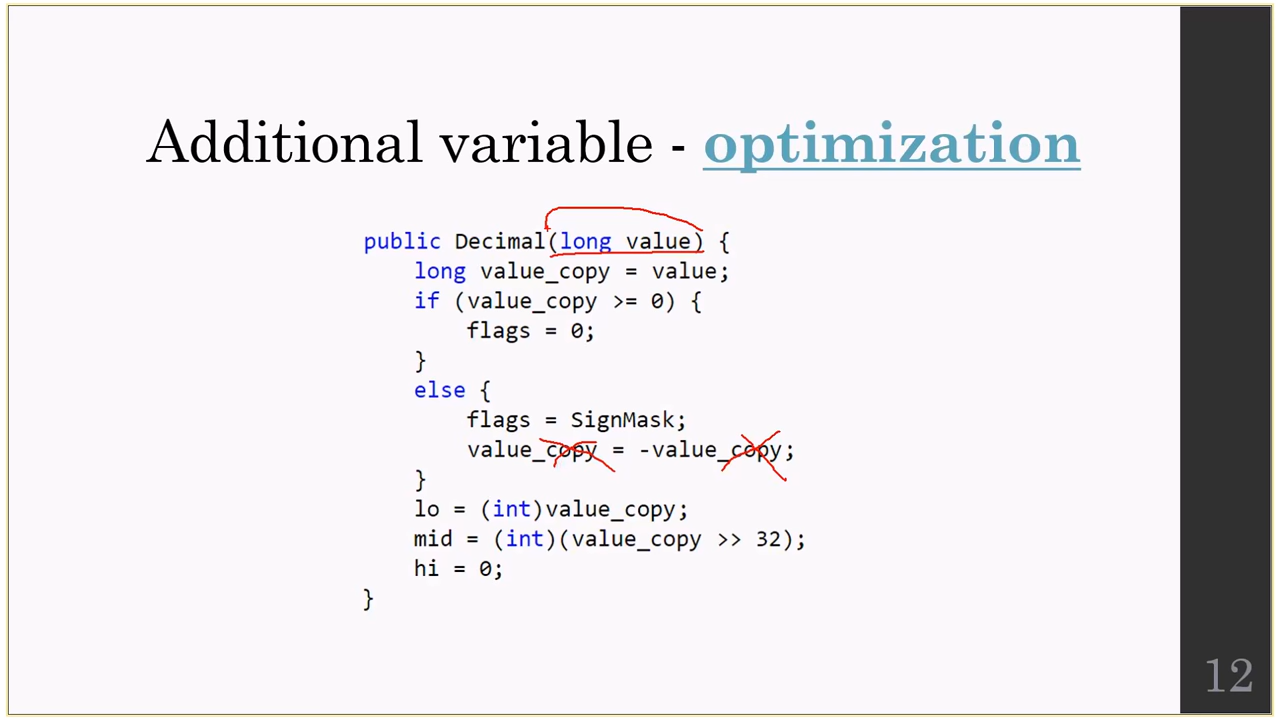 Additional variable - optimization
public Decimal(long value) {
long value_copy = value;
if (value_copy >= 0) {
flags = 0;
}
else {
flags = SignMask;
value_copy = -value_copy;
}
lo = (int)value_copy;
mid = (int)(value_copy >> 32);
hi = 0;
}
12